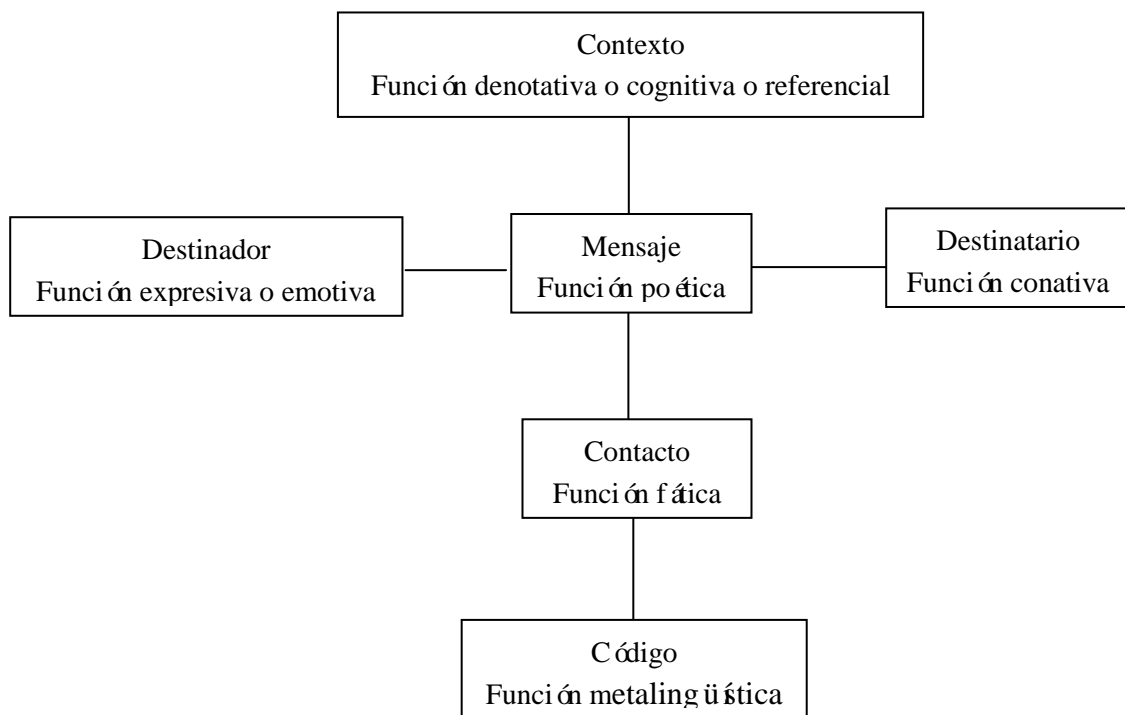 Contexto
Función denotativa o cognitiva o referencial
Destinador
Función expresiva o emotiva
Mensaje
Función poética
Destinatario
Función conativa
Contacto
Función fática
Código
Función metalingüística